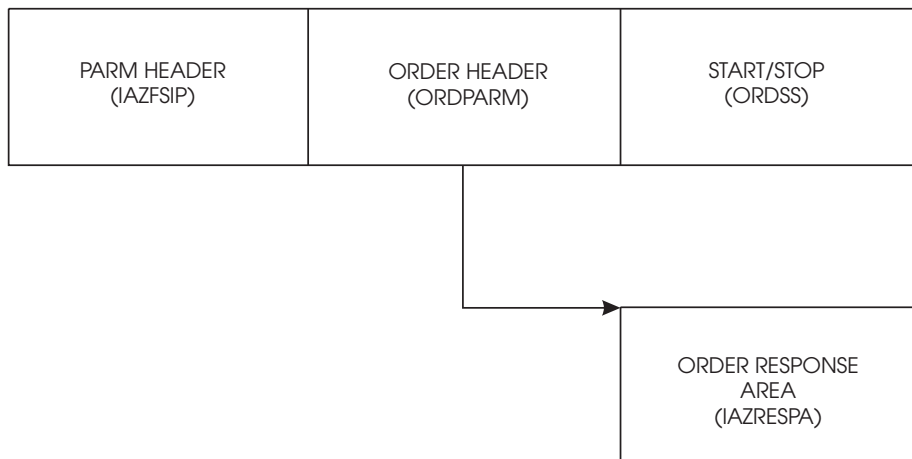 PARM HEADER
(IAZFSIP)
ORDER HEADER
(ORDPARM)
START/STOP
(ORDSS)
ORDER RESPONSE
AREA
(IAZRESPA)